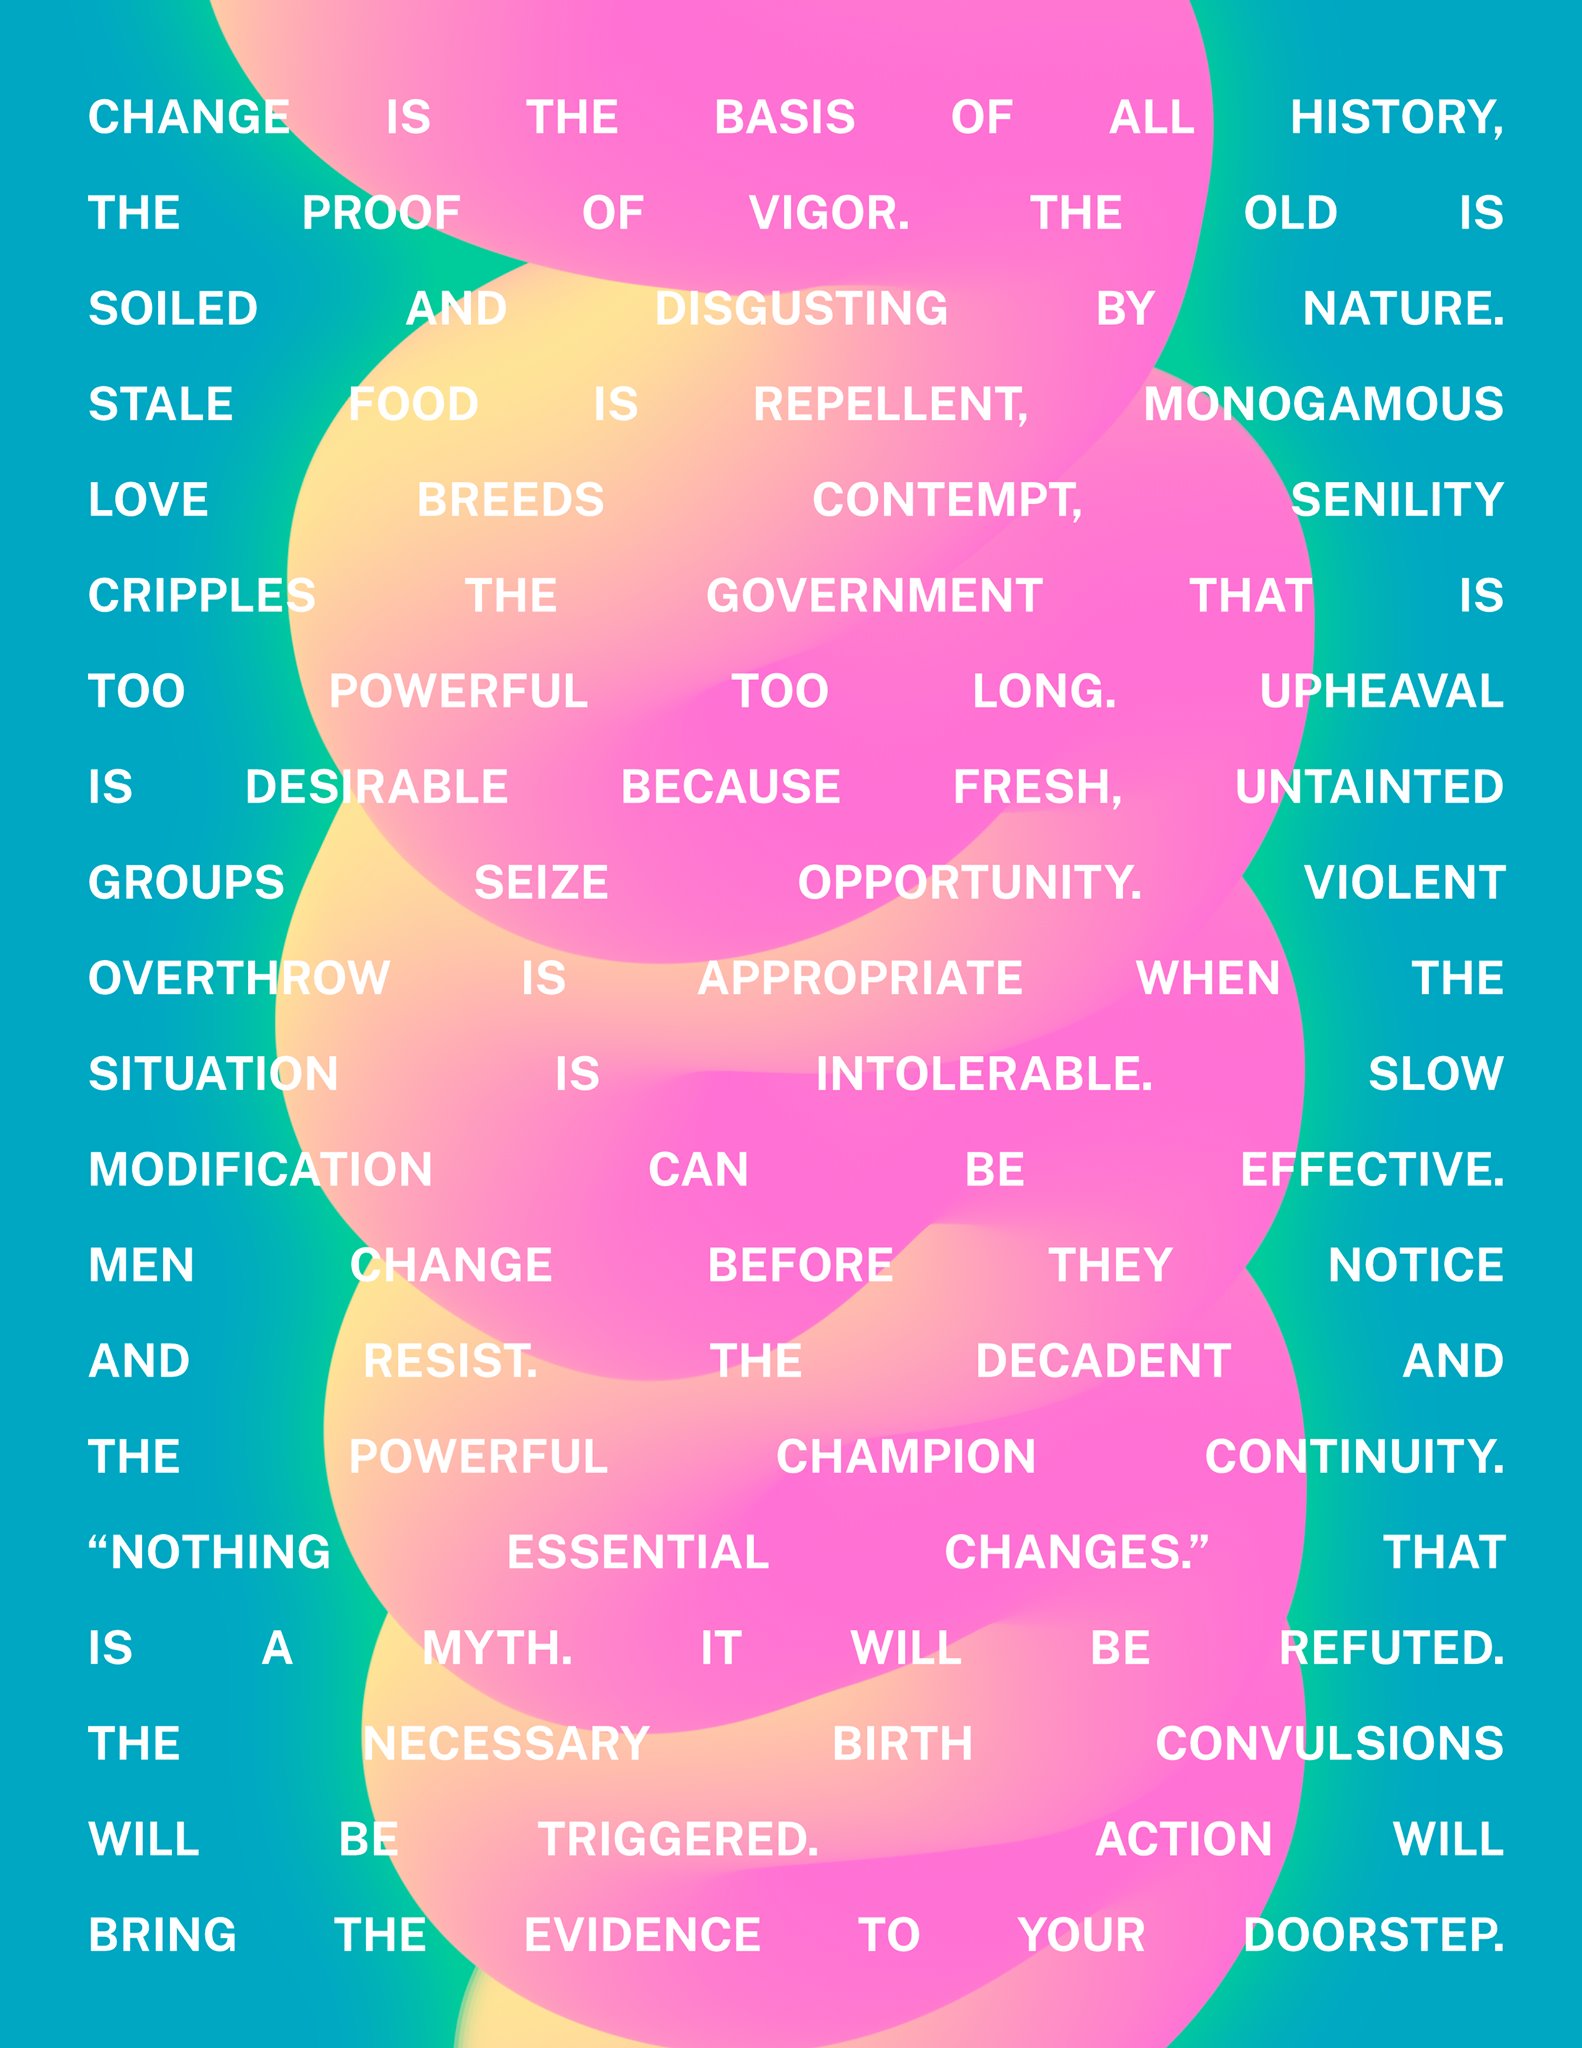 CHANGE IS THE BASIS OF ALL HISTORY,
THE PROOF OF VIGOR. THE OLD IS
SOILED AND DISGUSTING BY NATURE.
STALE FOOD IS REPELLENT, MONOGAMOUS
LOVE BREEDS CONTEMPT, SENILITY
CRIPPLES THE GOVERNMENT THAT IS
TOO POWERFUL TOO LONG. UPHEAVAL
IS DESIRABLE BECAUSE FRESH, UNTAINTED
GROUPS SEIZE OPPORTUNITY. VIOLENT
OVERTHROW IS APPROPRIATE WHEN THE
SITUATION IS INTOLERABLE. SLOW
MODIFICATION CAN BE EFFECTIVE.
MEN CHANGE BEFORE THEY NOTICE
AND RESIST. THE DECADENT AND
THE POWERFUL CHAMPION CONTINUITY.
“NOTHING ESSENTIAL CHANGES.” THAT
IS A MYTH. IT WILL BE REFUTED.
THE NECESSARY BIRTH CONVULSIONS
WILL BE TRIGGERED. ACTION WILL
BRING THE EVIDENCE TO YOUR DOORSTEP.